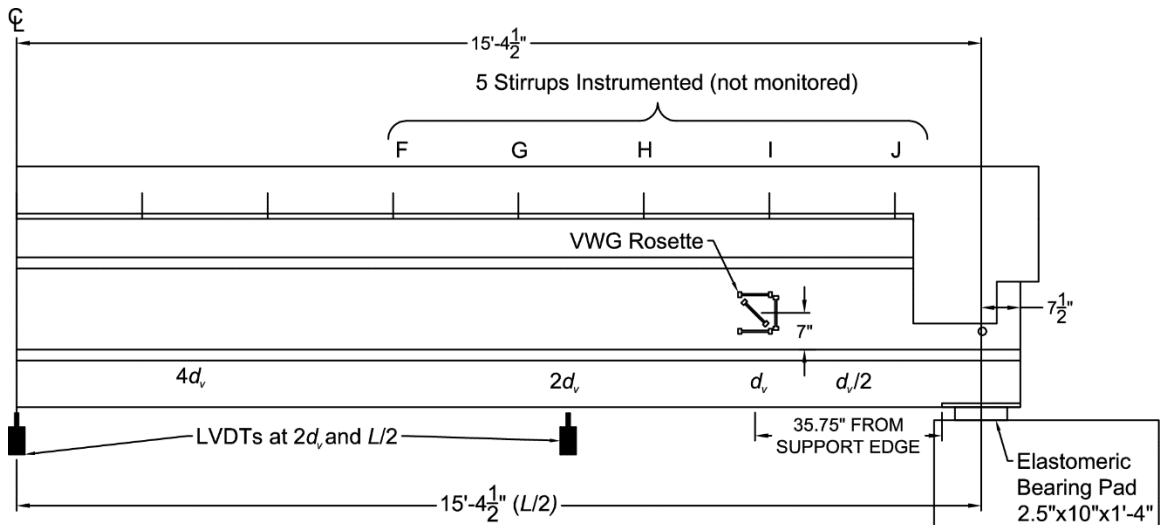 ℄
15'-4½"
5 Stirrups Instrumented (not monitored)
F G H I J
VWG Rosette
7½"
7"
4dᵥ 2dᵥ dᵥ dᵥ/2
35.75" FROM
SUPPORT EDGE
LVDTs at 2dᵥ and L/2
15'-4½" (L/2)
Elastomeric
Bearing Pad
2.5"x10"x1'-4"